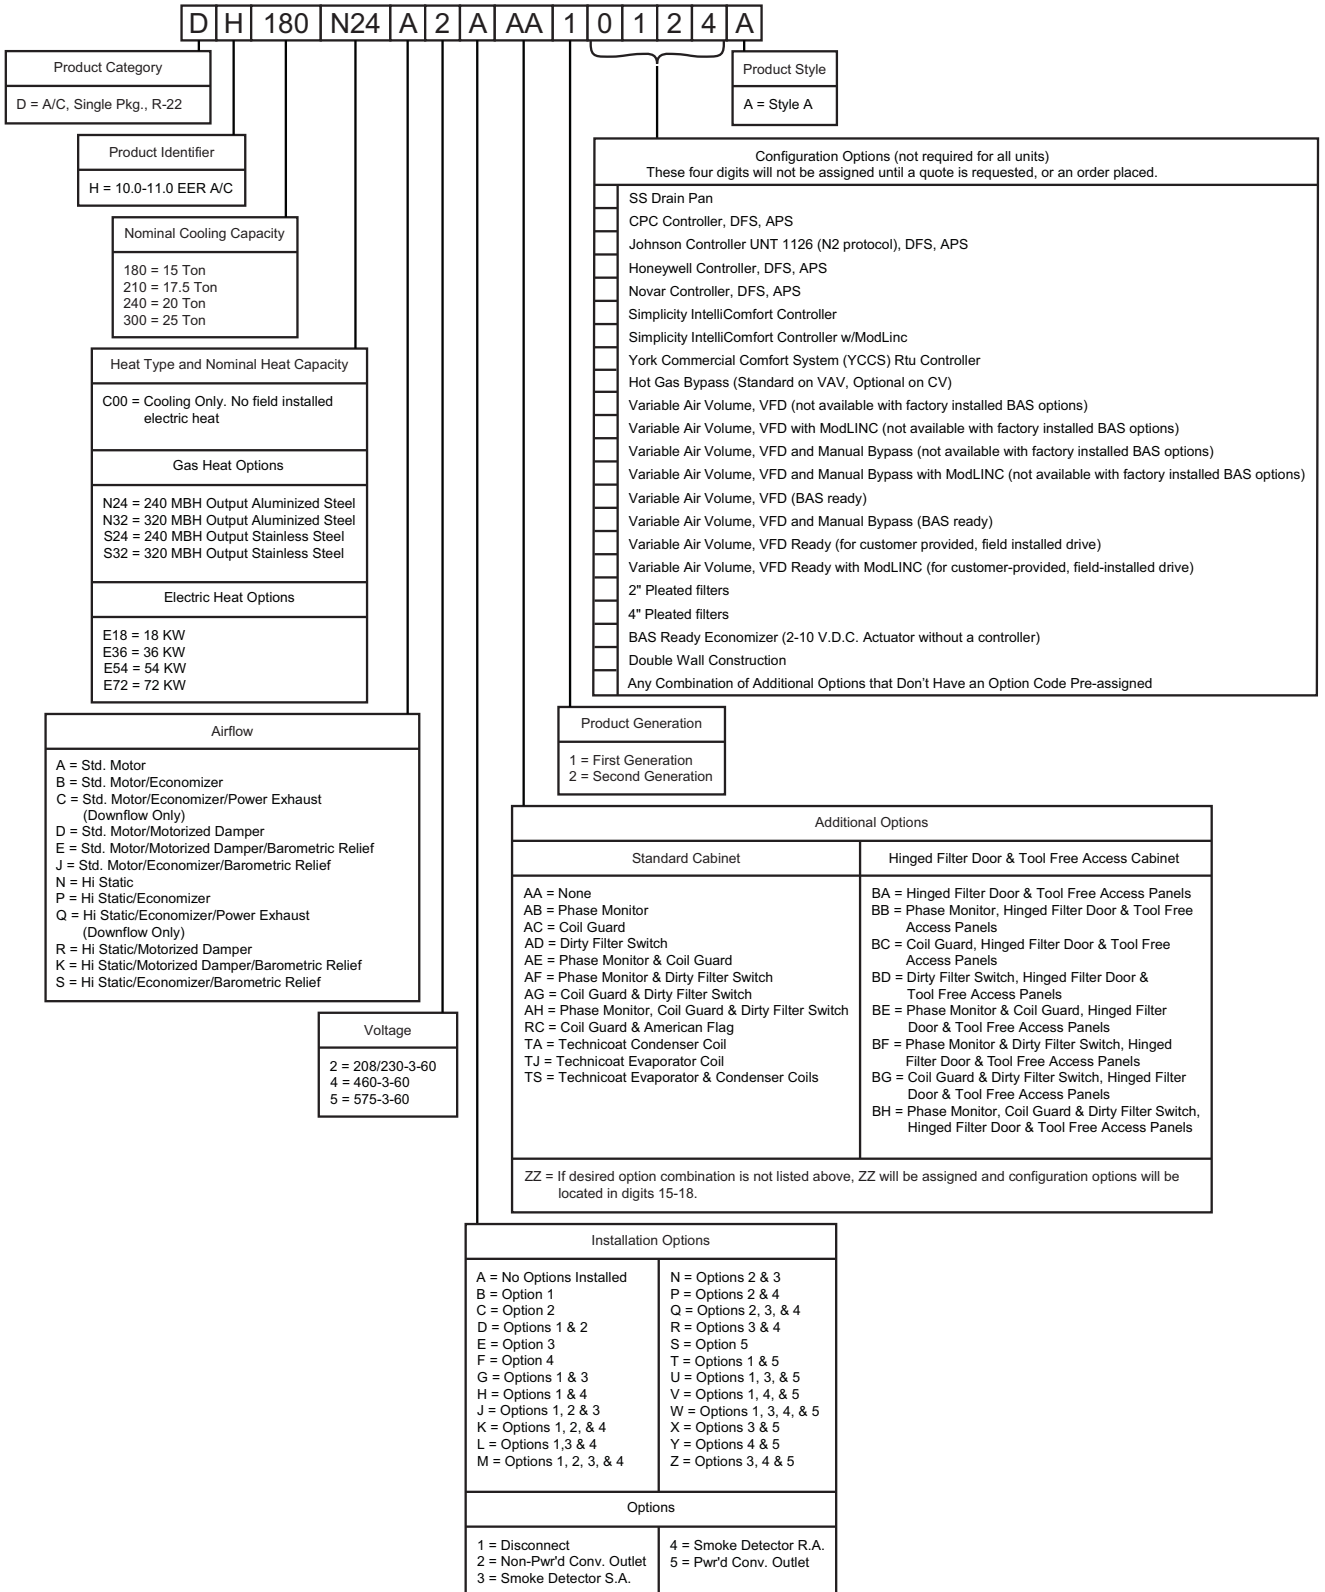 D H 180 N24 A 2 A AA 1 0 1 2 4 A
Product Category
D = A/C, Single Pkg., R-22
Product Style
A = Style A
Product Identifier
H = 10.0-11.0 EER A/C
Configuration Options (not required for all units)
These four digits will not be assigned until a quote is requested, or an order placed.
SS Drain Pan
CPC Controller, DFS, APS
Johnson Controller UNT 1126 (N2 protocol), DFS, APS
Honeywell Controller, DFS, APS
Novar Controller, DFS, APS
Simplicity IntelliComfort Controller
Simplicity IntelliComfort Controller w/ModLinc
York Commercial Comfort System (YCCS) Rtu Controller
Hot Gas Bypass (Standard on VAV, Optional on CV)
Variable Air Volume, VFD (not available with factory installed BAS options)
Variable Air Volume, VFD with ModLINC (not available with factory installed BAS options)
Variable Air Volume, VFD and Manual Bypass (not available with factory installed BAS options)
Variable Air Volume, VFD and Manual Bypass with ModLINC (not available with factory installed BAS options)
Variable Air Volume, VFD (BAS ready)
Variable Air Volume, VFD and Manual Bypass (BAS ready)
Variable Air Volume, VFD Ready (for customer provided, field installed drive)
Variable Air Volume, VFD Ready with ModLINC (for customer-provided, field-installed drive)
2" Pleated filters
4" Pleated filters
BAS Ready Economizer (2-10 V.D.C. Actuator without a controller)
Double Wall Construction
Any Combination of Additional Options that Don't Have an Option Code Pre-assigned
Nominal Cooling Capacity
180 = 15 Ton
210 = 17.5 Ton
240 = 20 Ton
300 = 25 Ton
Heat Type and Nominal Heat Capacity
C00 = Cooling Only. No field installed
electric heat
Gas Heat Options
N24 = 240 MBH Output Aluminized Steel
N32 = 320 MBH Output Aluminized Steel
S24 = 240 MBH Output Stainless Steel
S32 = 320 MBH Output Stainless Steel
Electric Heat Options
E18 = 18 KW
E36 = 36 KW
E54 = 54 KW
E72 = 72 KW
Airflow
A = Std. Motor
B = Std. Motor/Economizer
C = Std. Motor/Economizer/Power Exhaust
(Downflow Only)
D = Std. Motor/Motorized Damper
E = Std. Motor/Motorized Damper/Barometric Relief
J = Std. Motor/Economizer/Barometric Relief
N = Hi Static
P = Hi Static/Economizer
Q = Hi Static/Economizer/Power Exhaust
(Downflow Only)
R = Hi Static/Motorized Damper
K = Hi Static/Motorized Damper/Barometric Relief
S = Hi Static/Economizer/Barometric Relief
Product Generation
1 = First Generation
2 = Second Generation
Additional Options
Standard Cabinet
AA = None
AB = Phase Monitor
AC = Coil Guard
AD = Dirty Filter Switch
AE = Phase Monitor & Coil Guard
AF = Phase Monitor & Dirty Filter Switch
AG = Coil Guard & Dirty Filter Switch
AH = Phase Monitor, Coil Guard & Dirty Filter Switch
RC = Coil Guard & American Flag
TA = Technicoat Condenser Coil
TJ = Technicoat Evaporator Coil
TS = Technicoat Evaporator & Condenser Coils
Hinged Filter Door & Tool Free Access Cabinet
BA = Hinged Filter Door & Tool Free Access Panels
BB = Phase Monitor, Hinged Filter Door & Tool Free
Access Panels
BC = Coil Guard, Hinged Filter Door & Tool Free
Access Panels
BD = Dirty Filter Switch, Hinged Filter Door &
Tool Free Access Panels
BE = Phase Monitor & Coil Guard, Hinged Filter
Door & Tool Free Access Panels
BF = Phase Monitor & Dirty Filter Switch, Hinged
Filter Door & Tool Free Access Panels
BG = Coil Guard & Dirty Filter Switch, Hinged Filter
Door & Tool Free Access Panels
BH = Phase Monitor, Coil Guard & Dirty Filter Switch,
Hinged Filter Door & Tool Free Access Panels
ZZ = If desired option combination is not listed above, ZZ will be assigned and configuration options will be
located in digits 15-18.
Voltage
2 = 208/230-3-60
4 = 460-3-60
5 = 575-3-60
Installation Options
A = No Options Installed
B = Option 1
C = Option 2
D = Options 1 & 2
E = Option 3
F = Option 4
G = Options 1 & 3
H = Options 1 & 4
J = Options 1, 2 & 3
K = Options 1, 2, & 4
L = Options 1,3 & 4
M = Options 1, 2, 3, & 4
N = Options 2 & 3
P = Options 2 & 4
Q = Options 2, 3, & 4
R = Options 3 & 4
S = Option 5
T = Options 1 & 5
U = Options 1, 3, & 5
V = Options 1, 4, & 5
W = Options 1, 3, 4, & 5
X = Options 3 & 5
Y = Options 4 & 5
Z = Options 3, 4 & 5
Options
1 = Disconnect
2 = Non-Pwr'd Conv. Outlet
3 = Smoke Detector S.A.
4 = Smoke Detector R.A.
5 = Pwr'd Conv. Outlet